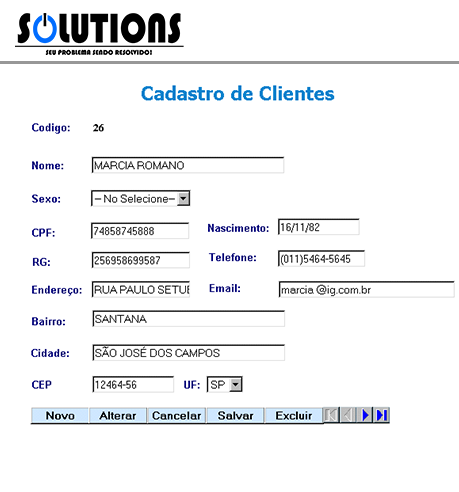 SOLUTIONS
SEU PROBLEMA SENDO RESOLVIDO!
Cadastro de Clientes
Codigo: 26
Nome: MARCIA ROMANO
Sexo: - No Selecione-
CPF: 74858745888 Nascimento: 16/11/82
RG: 256958699587 Telefone: (011)5464-5645
Endereço: RUA PAULO SETUI Email: marcia @ig.com.br
Bairro: SANTANA
Cidade: SÃO JOSÉ DOS CAMPOS
CEP 12464-56 UF: SP
Novo Alterar Cancelar Salvar Excluir